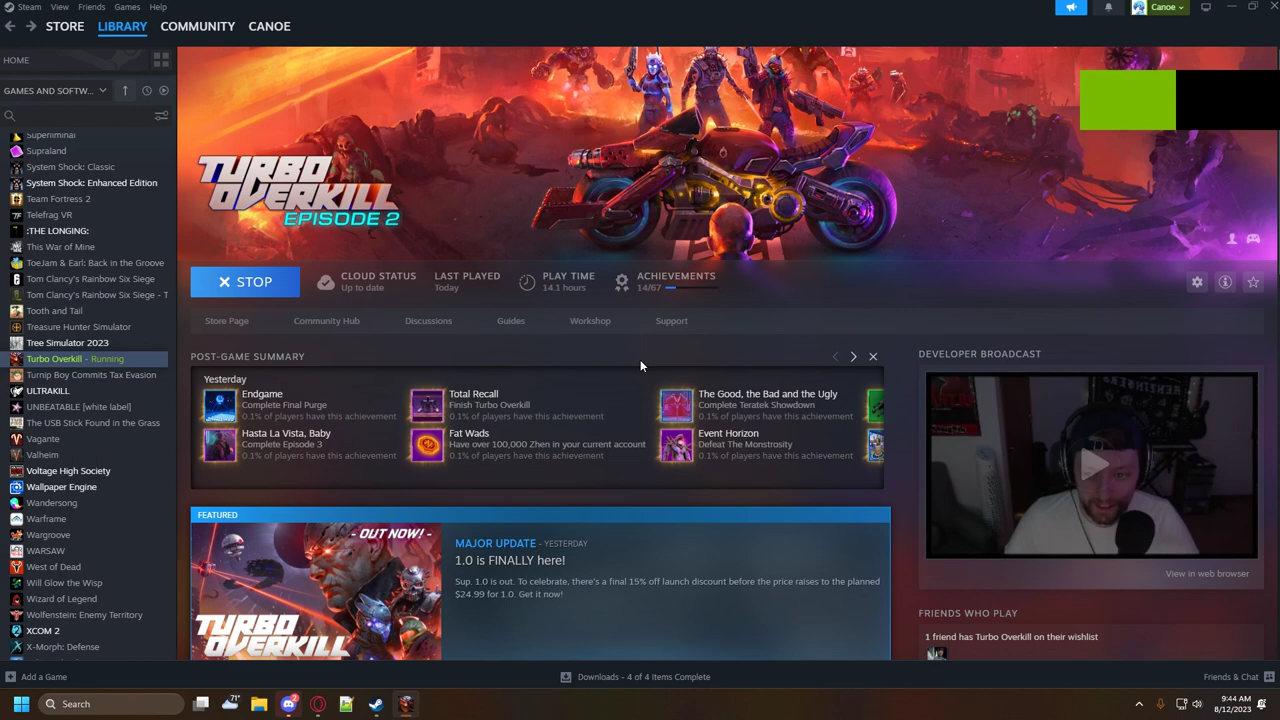 Steam View Friends Games Help
Canoe
STORE LIBRARY COMMUNITY CANOE
HOME
GAMES AND SOFTW...
Superliminal
Supraland
System Shock: Classic
System Shock: Enhanced Edition
Team Fortress 2
Telefrag VR
:THE LONGING:
This War of Mine
ToeJam & Earl: Back in the Groove
Tom Clancy's Rainbow Six Siege
Tom Clancy's Rainbow Six Siege - T
Tooth and Tail
Treasure Hunter Simulator
Tree Simulator 2023
Turbo Overkill - Running
Turnip Boy Commits Tax Evasion
ULTRAKILL
UNBEATABLE [white label]
The USB Stick Found in the Grass
Vagante
Valheim
Voltage High Society
Wallpaper Engine
Wandersong
Warframe
Wargroove
WARSAW
West of Dead
Will Glow the Wisp
Wizard of Legend
Wolfenstein: Enemy Territory
XCOM 2
X-Morph: Defense
TURBO
OVERKILL
EPISODE 2
STOP
CLOUD STATUS
Up to date
LAST PLAYED
Today
PLAY TIME
14.1 hours
ACHIEVEMENTS
14/67
Store Page Community Hub Discussions Guides Workshop Support
POST-GAME SUMMARY
Yesterday
Endgame
Complete Final Purge
0.1% of players have this achievement
Total Recall
Finish Turbo Overkill
0.1% of players have this achievement
The Good, the Bad and the Ugly
Complete Teratek Showdown
0.1% of players have this achievement
Hasta La Vista, Baby
Complete Episode 3
0.1% of players have this achievement
Fat Wads
Have over 100,000 Zhen in your current account
0.1% of players have this achievement
Event Horizon
Defeat The Monstrosity
0.1% of players have this achievement
FEATURED
- OUT NOW! -
TURBO
OVERKILL
MAJOR UPDATE - YESTERDAY
1.0 is FINALLY here!
Sup. 1.0 is out. To celebrate, there's a final 15% off launch discount before the price raises to the planned
$24.99 for 1.0. Get it now!
DEVELOPER BROADCAST
View in web browser
FRIENDS WHO PLAY
1 friend has Turbo Overkill on their wishlist
Add a Game
Downloads - 4 of 4 Items Complete
Friends & Chat
Search
71°
2
9:44 AM
8/12/2023